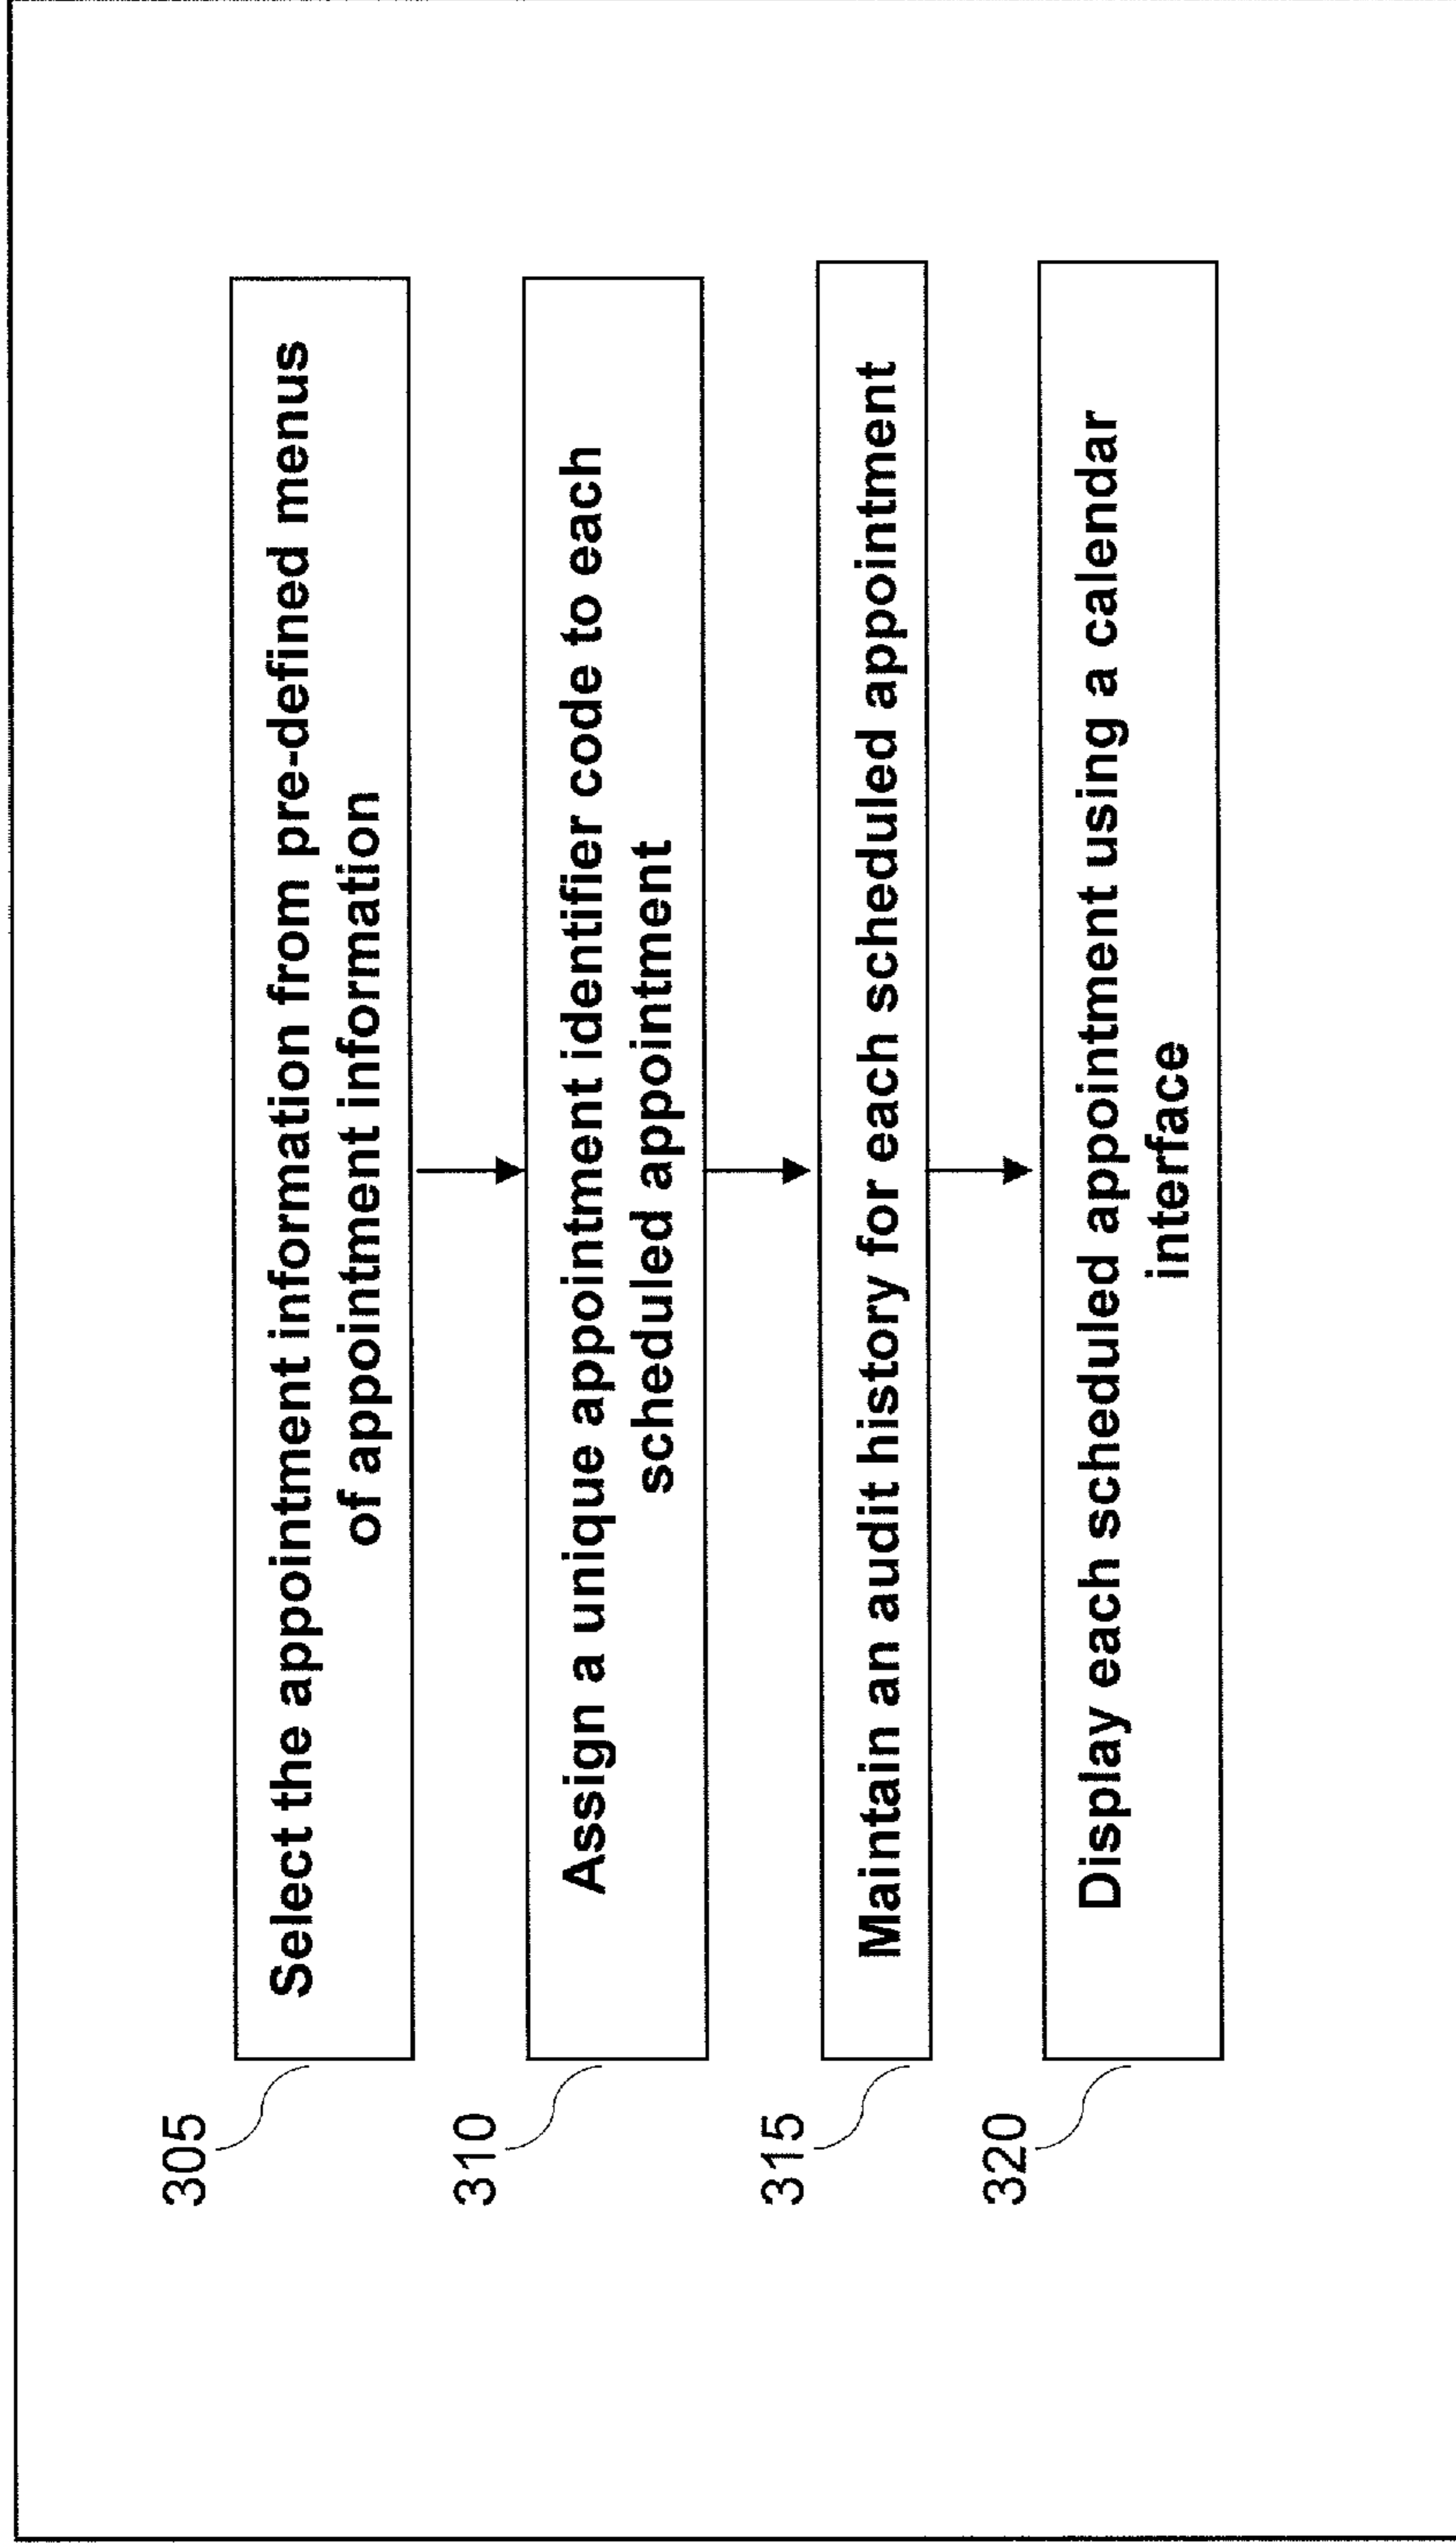 305
Select the appointment information from pre-defined menus
of appointment information
310
Assign a unique appointment identifier code to each
scheduled appointment
315
Maintain an audit history for each scheduled appointment
320
Display each scheduled appointment using a calendar
interface